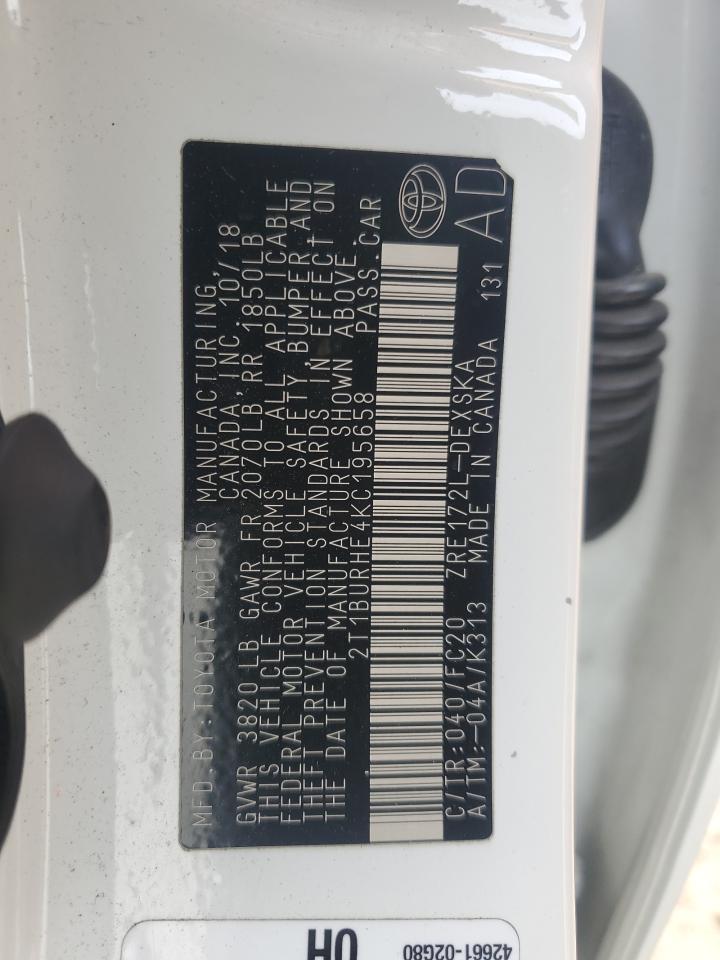 MFD. BY: TOYOTA MOTOR MANUFACTURING,
CANADA, INC. 10/18
GVWR 3820 LB GAWR FR 2070LB, RR 1850LB
THIS VEHICLE CONFORMS TO ALL APPLICABLE
FEDERAL MOTOR VEHICLE SAFETY, BUMPER, AND
THEFT PREVENTION STANDARDS IN EFFECT ON
THE DATE OF MANUFACTURE SHOWN ABOVE.
2T1BURHE4KC195658 PASS.CAR
C/TR:040/FC20 ZRE172L-DEXSKA
A/TM:-04A/K313 MADE IN CANADA 131 AD
42661-02G80